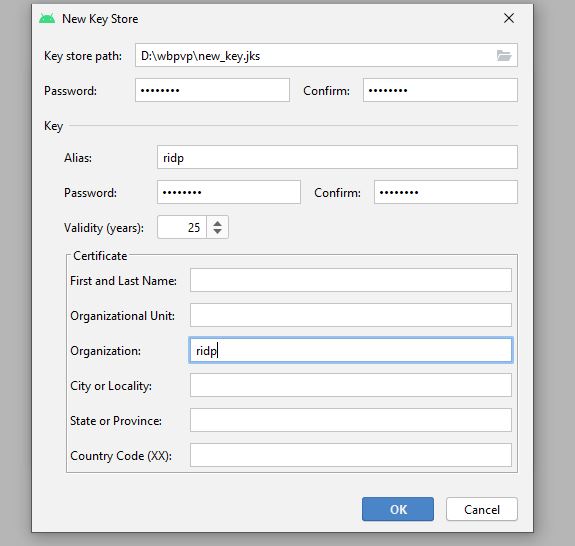 New Key Store
Key store path: D:\wbpvp\new_key.jks
Password: •••••••• Confirm: ••••••••
Key
Alias: ridp
Password: •••••••• Confirm: ••••••••
Validity (years): 25
Certificate
First and Last Name:
Organizational Unit:
Organization: ridp
City or Locality:
State or Province:
Country Code (XX):
OK Cancel